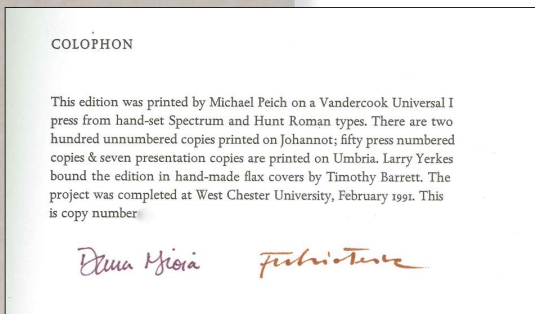 COLOPHON
This edition was printed by Michael Peich on a Vandercook Universal I
press from hand-set Spectrum and Hunt Roman types. There are two
hundred unnumbered copies printed on Johannot; fifty press numbered
copies & seven presentation copies are printed on Umbria. Larry Yerkes
bound the edition in hand-made flax covers by Timothy Barrett. The
project was completed at West Chester University, February 1991. This
is copy number
Dana Gioia